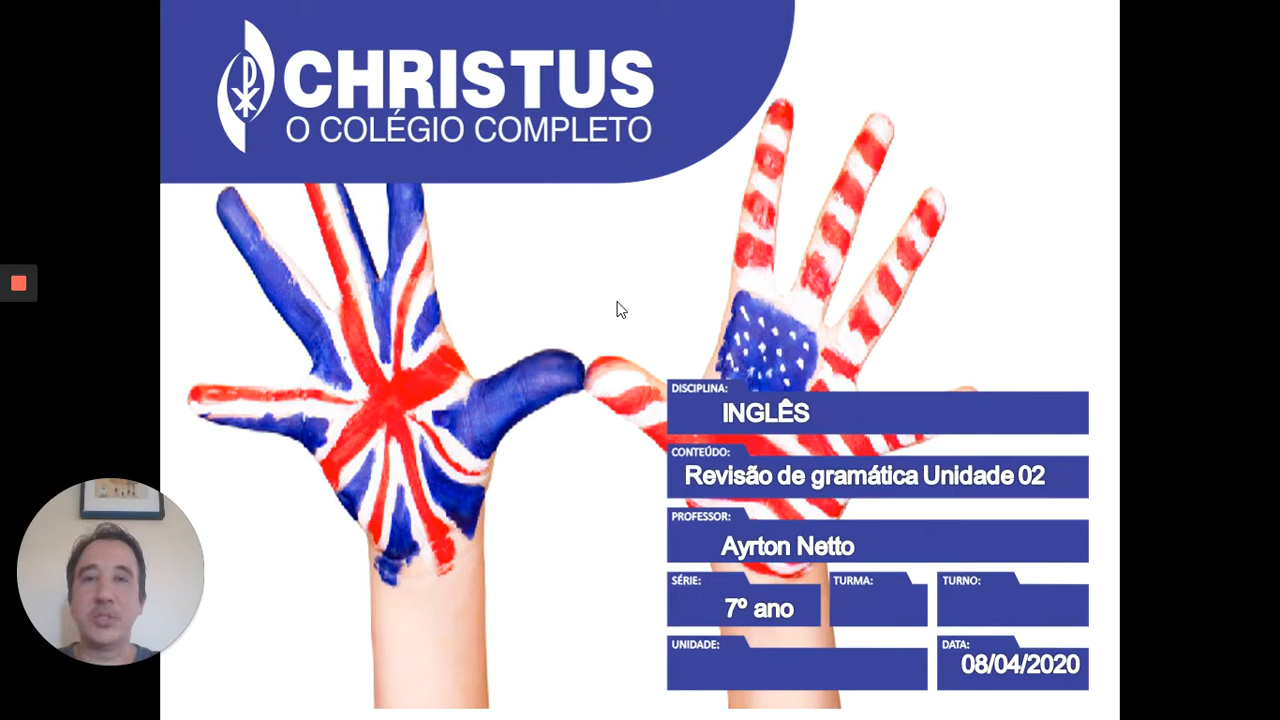 CHRISTUS
O COLÉGIO COMPLETO
DISCIPLINA:
INGLÊS
CONTEÚDO:
Revisão de gramática Unidade 02
PROFESSOR:
Ayrton Netto
SÉRIE:
7º ano
TURMA:
TURNO:
UNIDADE:
DATA:
08/04/2020